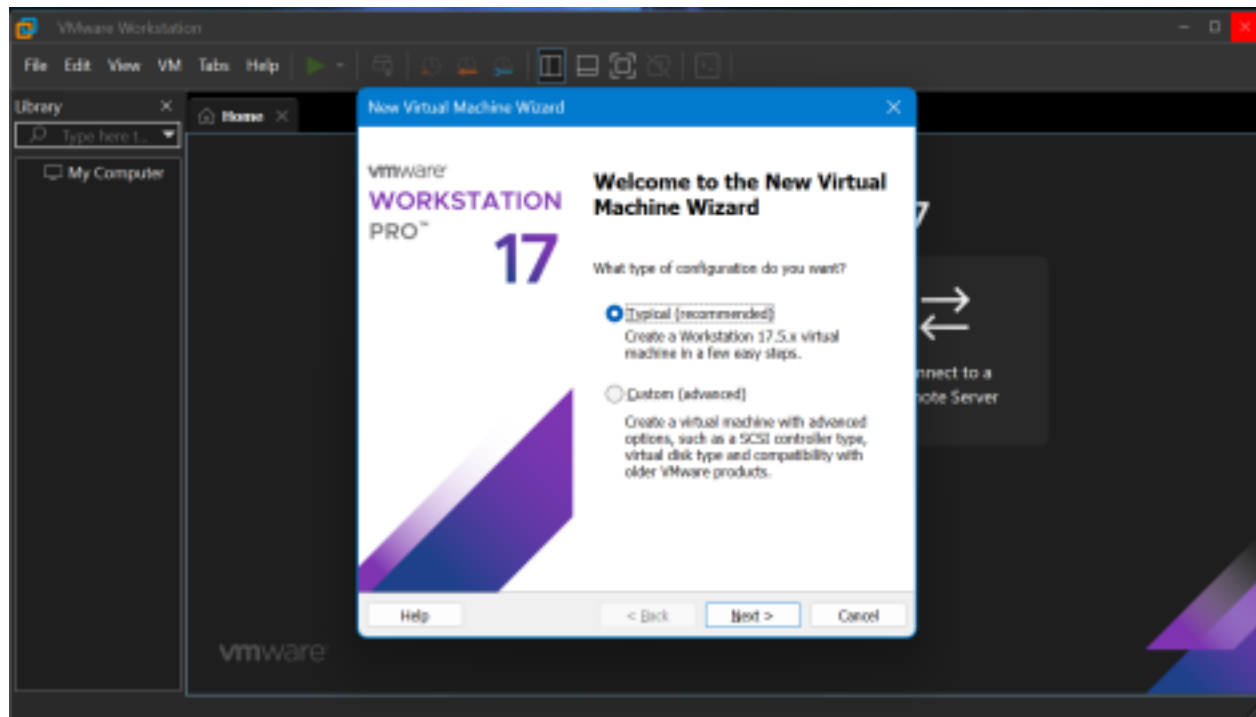 VMware Workstation
File Edit View VM Tabs Help
Library
Type here t...
My Computer
Home
New Virtual Machine Wizard
vmware
WORKSTATION
PRO™
17
Welcome to the New Virtual
Machine Wizard
What type of configuration do you want?
Typical (recommended)
Create a Workstation 17.5.x virtual
machine in a few easy steps.
Custom (advanced)
Create a virtual machine with advanced
options, such as a SCSI controller type,
virtual disk type and compatibility with
older VMware products.
Help
< Back
Next >
Cancel
7
nnect to a
note Server
vmware